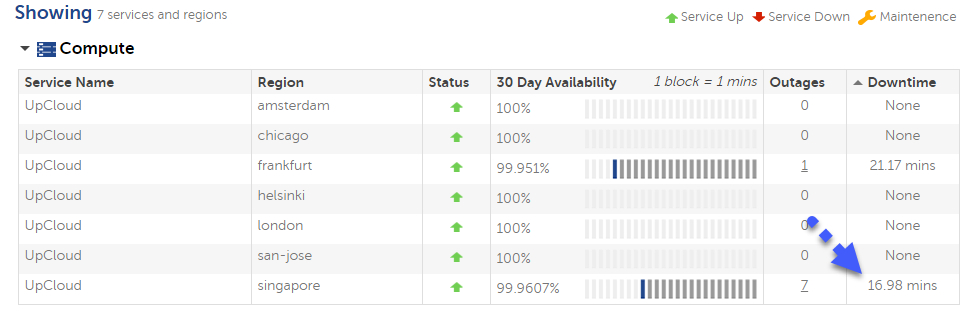 Showing 7 services and regions
Service Up Service Down Maintenence
Compute
Service Name Region Status 30 Day Availability 1 block = 1 mins Outages Downtime
UpCloud amsterdam 100% 0 None
UpCloud chicago 100% 0 None
UpCloud frankfurt 99.951% 1 21.17 mins
UpCloud helsinki 100% 0 None
UpCloud london 100% 0 None
UpCloud san-jose 100% 0 None
UpCloud singapore 99.9607% 7 16.98 mins